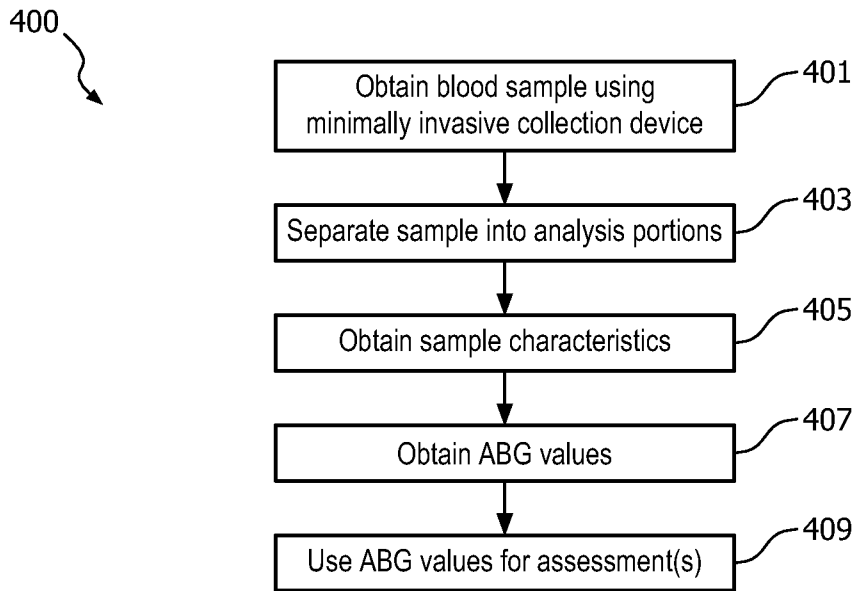 400
Obtain blood sample using
minimally invasive collection device
401
Separate sample into analysis portions
403
Obtain sample characteristics
405
Obtain ABG values
407
Use ABG values for assessment(s)
409